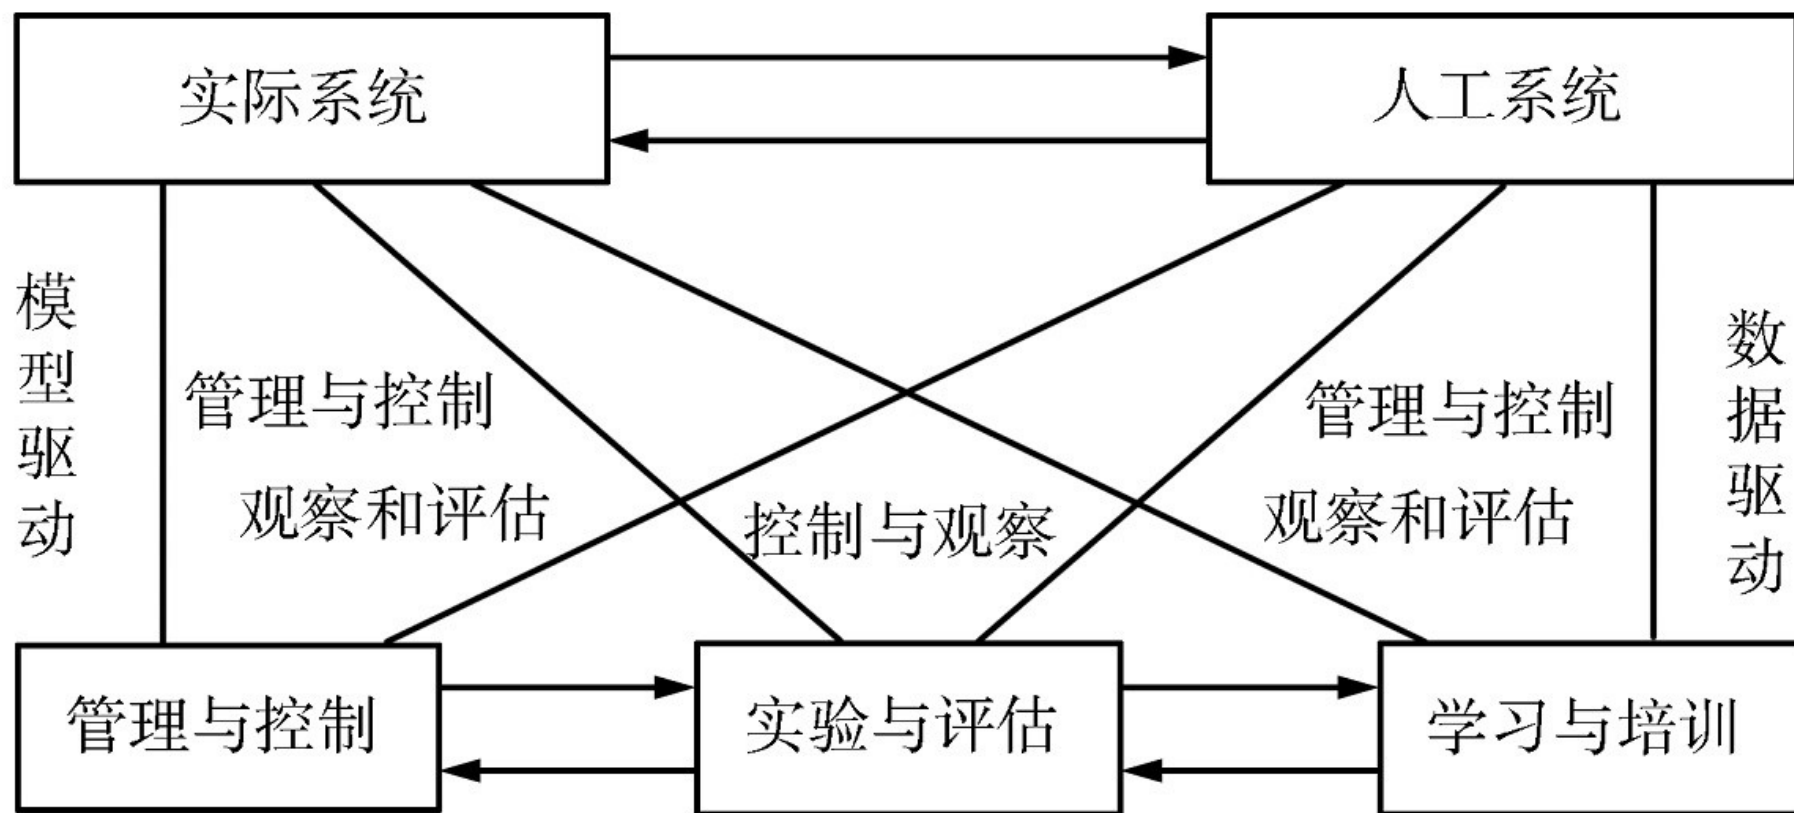 实际系统
人工系统
模型驱动
管理与控制
观察和评估
控制与观察
管理与控制
观察和评估
数据驱动
管理与控制
实验与评估
学习与培训